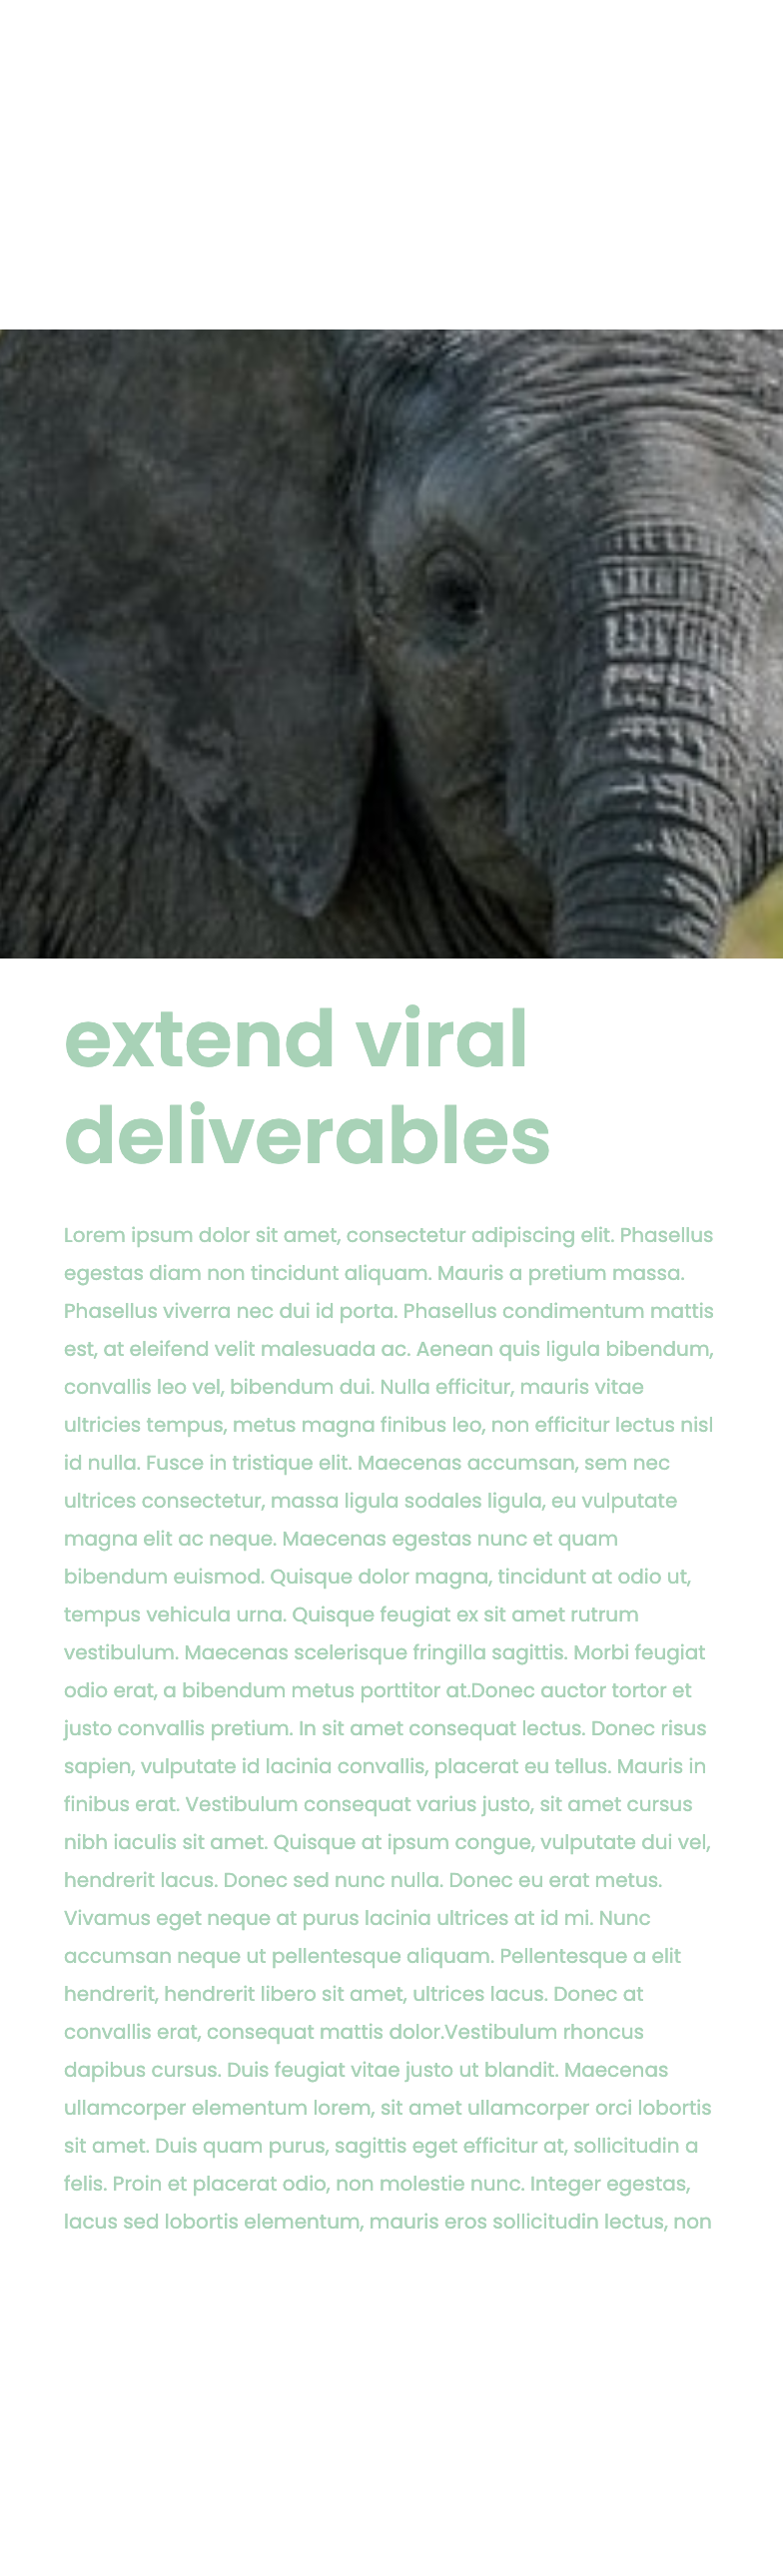 extend viral
deliverables
Lorem ipsum dolor sit amet, consectetur adipiscing elit. Phasellus
egestas diam non tincidunt aliquam. Mauris a pretium massa.
Phasellus viverra nec dui id porta. Phasellus condimentum mattis
est, at eleifend velit malesuada ac. Aenean quis ligula bibendum,
convallis leo vel, bibendum dui. Nulla efficitur, mauris vitae
ultricies tempus, metus magna finibus leo, non efficitur lectus nisl
id nulla. Fusce in tristique elit. Maecenas accumsan, sem nec
ultrices consectetur, massa ligula sodales ligula, eu vulputate
magna elit ac neque. Maecenas egestas nunc et quam
bibendum euismod. Quisque dolor magna, tincidunt at odio ut,
tempus vehicula urna. Quisque feugiat ex sit amet rutrum
vestibulum. Maecenas scelerisque fringilla sagittis. Morbi feugiat
odio erat, a bibendum metus porttitor at.Donec auctor tortor et
justo convallis pretium. In sit amet consequat lectus. Donec risus
sapien, vulputate id lacinia convallis, placerat eu tellus. Mauris in
finibus erat. Vestibulum consequat varius justo, sit amet cursus
nibh iaculis sit amet. Quisque at ipsum congue, vulputate dui vel,
hendrerit lacus. Donec sed nunc nulla. Donec eu erat metus.
Vivamus eget neque at purus lacinia ultrices at id mi. Nunc
accumsan neque ut pellentesque aliquam. Pellentesque a elit
hendrerit, hendrerit libero sit amet, ultrices lacus. Donec at
convallis erat, consequat mattis dolor.Vestibulum rhoncus
dapibus cursus. Duis feugiat vitae justo ut blandit. Maecenas
ullamcorper elementum lorem, sit amet ullamcorper orci lobortis
sit amet. Duis quam purus, sagittis eget efficitur at, sollicitudin a
felis. Proin et placerat odio, non molestie nunc. Integer egestas,
lacus sed lobortis elementum, mauris eros sollicitudin lectus, non